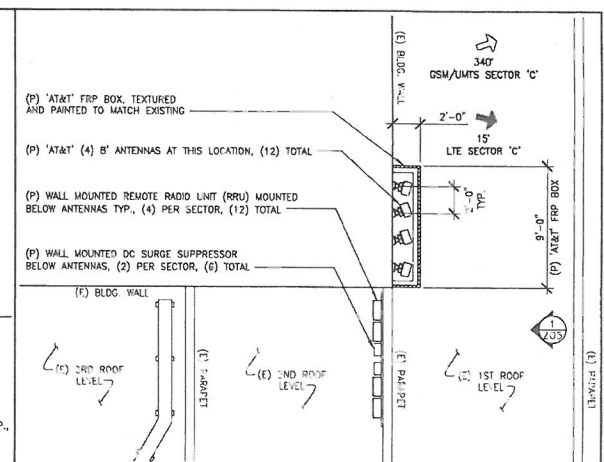 340'
GSM/UMTS SECTOR 'C'
(E) BLDG. WALL
(P) 'AT&T' FRP BOX, TEXTURED
AND PAINTED TO MATCH EXISTING
2'-0"
15'
LTE SECTOR 'C'
(P) 'AT&T' (4) 8' ANTENNAS AT THIS LOCATION, (12) TOTAL
(P) WALL MOUNTED REMOTE RADIO UNIT (RRU) MOUNTED
BELOW ANTENNAS TYP., (4) PER SECTOR, (12) TOTAL
TYP.
9'-0"
(P) 'AT&T' FRP BOX
(P) WALL MOUNTED DC SURGE SUPPRESSOR
BELOW ANTENNAS, (2) PER SECTOR, (6) TOTAL
(E) BLDG. WALL
1
203
(E) 3RD ROOF
LEVEL
(E) PARAPET
(E) 2ND ROOF
LEVEL
(E) PARAPET
(E) 1ST ROOF
LEVEL
(E) PARAPET